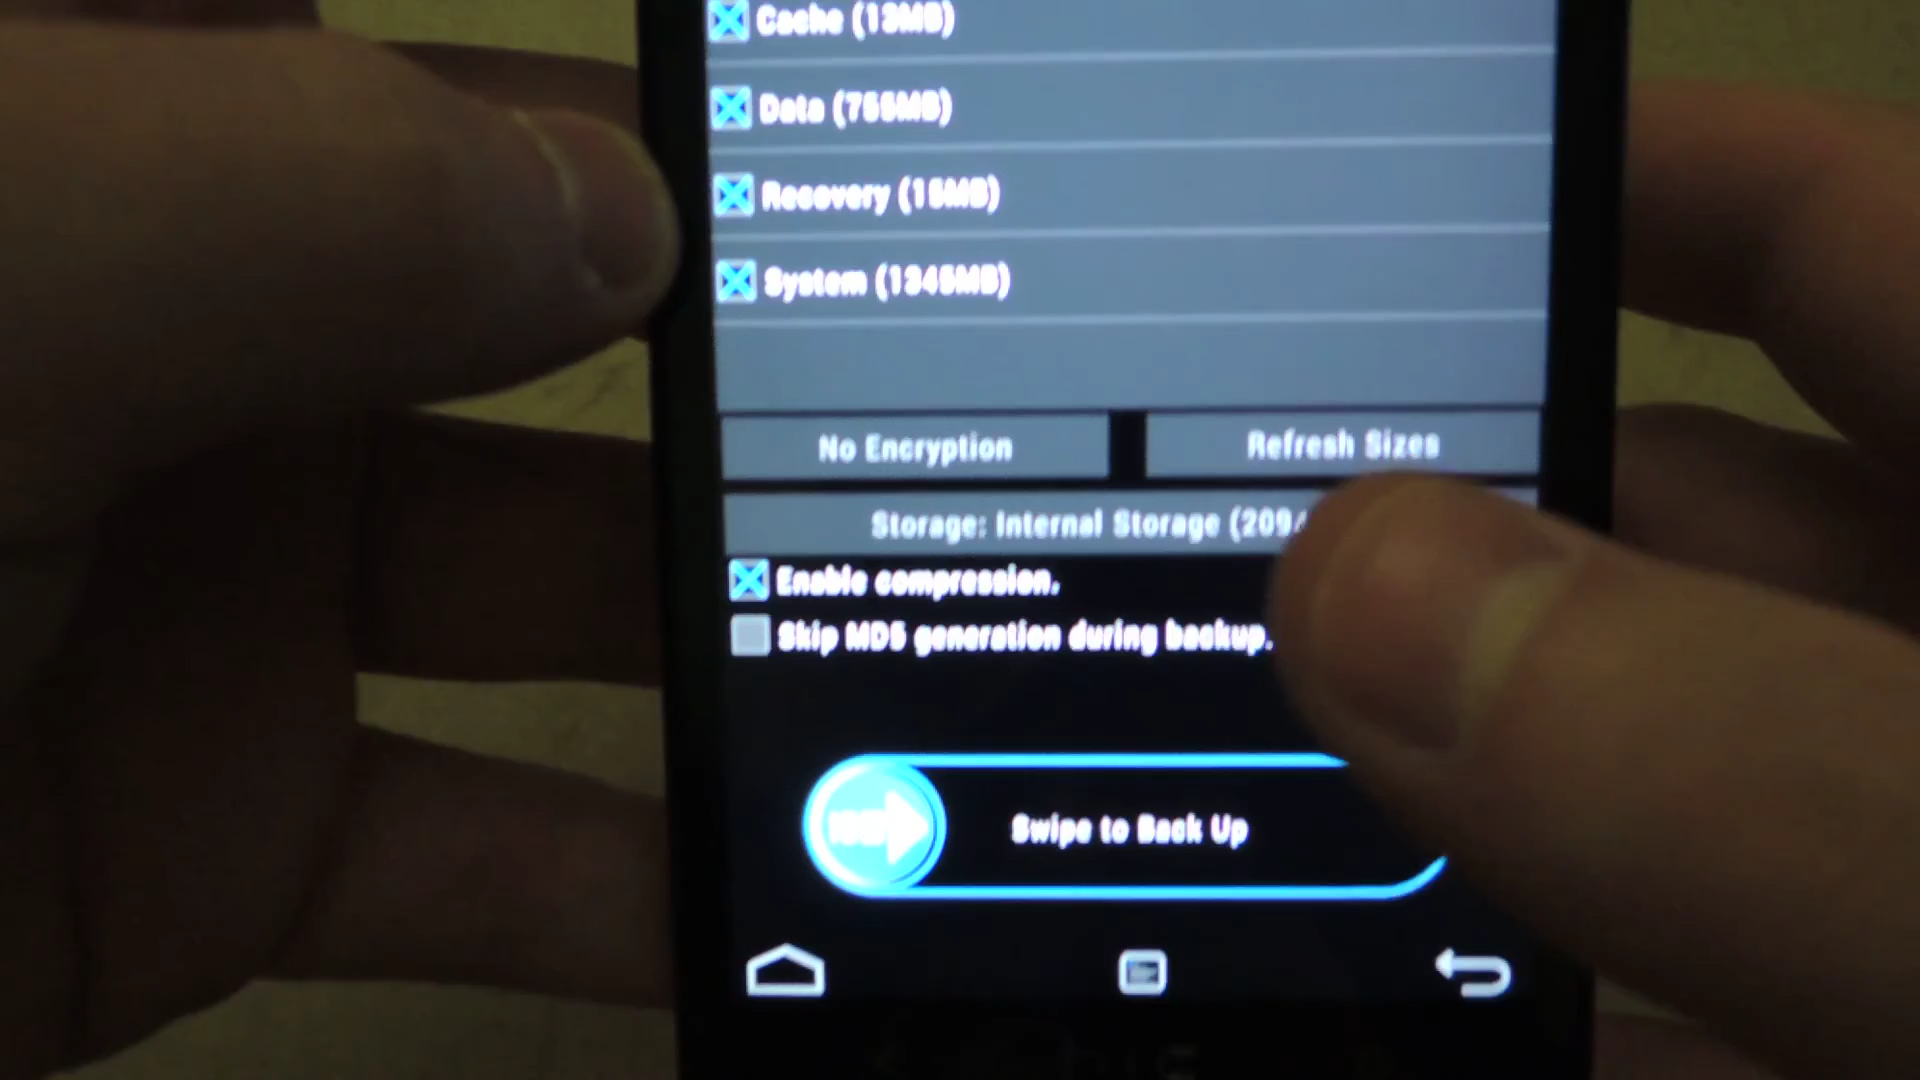 Cache (13MB)
Data (755MB)
Recovery (15MB)
System (1345MB)
No Encryption
Refresh Sizes
Storage: Internal Storage (209
Enable compression.
Skip MD5 generation during backup.
Swipe to Back Up